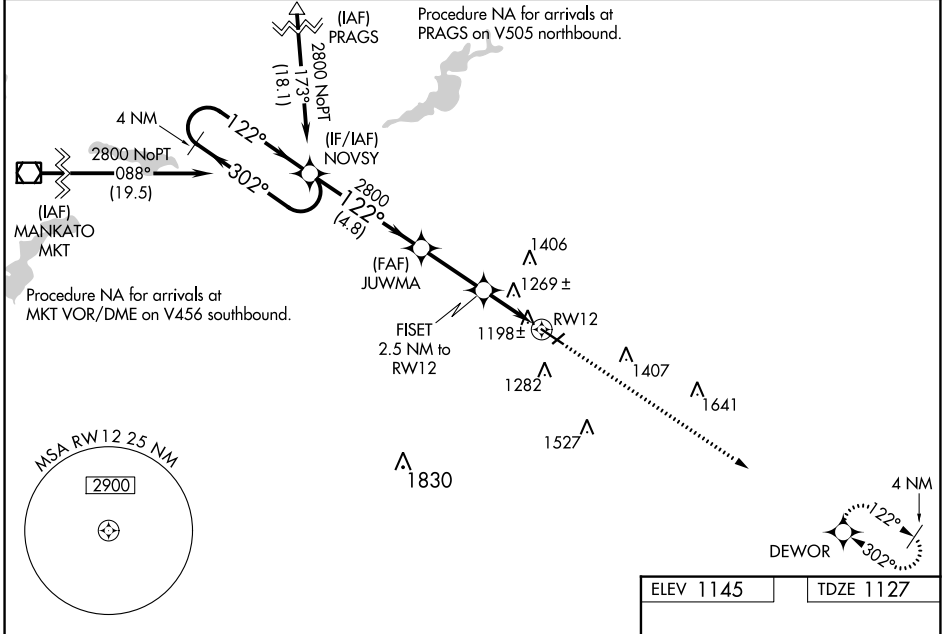 (IAF)
PRAGS
Procedure NA for arrivals at
PRAGS on V505 northbound.
2800 NoPT
173°
(18.1)
4 NM
122°
302°
(IF/IAF)
NOVSY
2800 NoPT
088°
(19.5)
(IAF)
MANKATO
MKT
2800
122°
(4.8)
(FAF)
JUWMA
1406
1269 ±
Procedure NA for arrivals at
MKT VOR/DME on V456 southbound.
FISET
2.5 NM to
RW12
1198±
RW12
1282
1407
1641
1527
1830
MSA RW12 25 NM
2900
4 NM
122°
302°
DEWOR
ELEV 1145
TDZE 1127